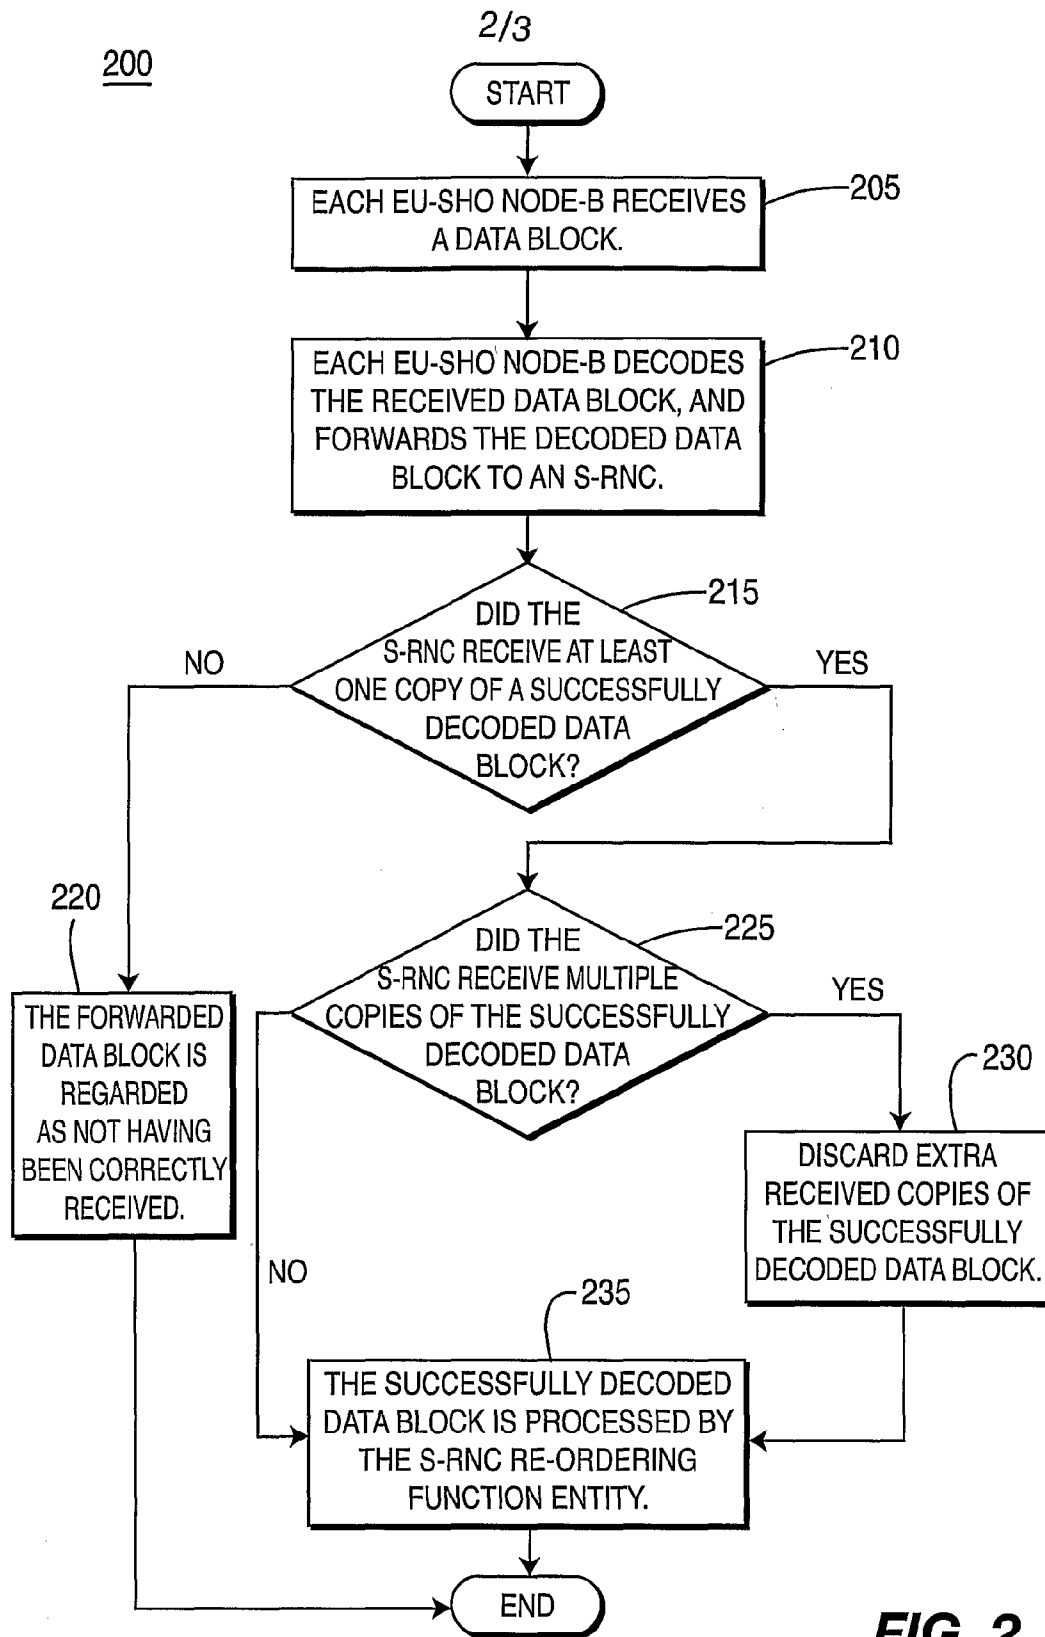 2/3
200
START
EACH EU-SHO NODE-B RECEIVES
A DATA BLOCK.
205
EACH EU-SHO NODE-B DECODES
THE RECEIVED DATA BLOCK, AND
FORWARDS THE DECODED DATA
BLOCK TO AN S-RNC.
210
DID THE
S-RNC RECEIVE AT LEAST
ONE COPY OF A SUCCESSFULLY
DECODED DATA
BLOCK?
215
NO
YES
220
THE FORWARDED
DATA BLOCK IS
REGARDED
AS NOT HAVING
BEEN CORRECTLY
RECEIVED.
DID THE
S-RNC RECEIVE MULTIPLE
COPIES OF THE SUCCESSFULLY
DECODED DATA
BLOCK?
225
YES
NO
230
DISCARD EXTRA
RECEIVED COPIES OF
THE SUCCESSFULLY
DECODED DATA BLOCK.
235
THE SUCCESSFULLY DECODED
DATA BLOCK IS PROCESSED BY
THE S-RNC RE-ORDERING
FUNCTION ENTITY.
END
FIG. 2